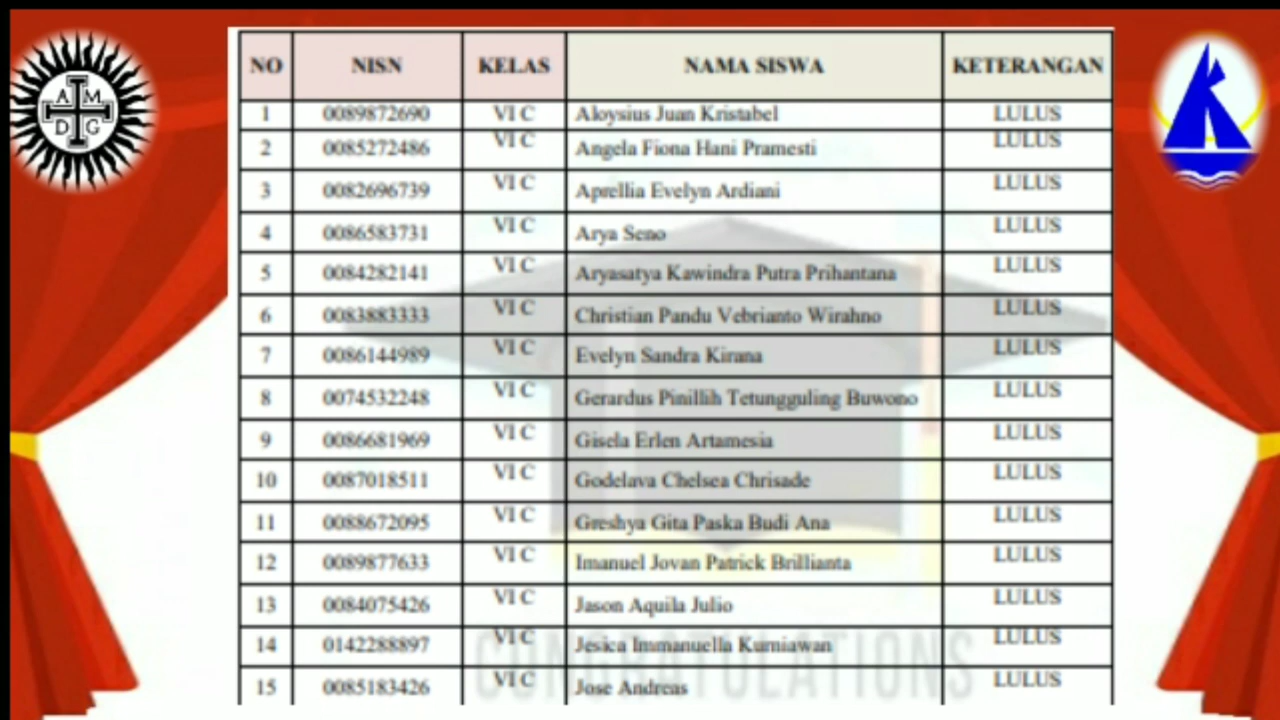 A M
D G
NO NISN KELAS NAMA SISWA KETERANGAN
1 0089872690 VI C Aloysius Juan Kristabel LULUS
2 0085272486 VI C Angela Fiona Hani Pramesti LULUS
3 0082696739 VI C Aprellia Evelyn Ardiani LULUS
4 0086583731 VI C Arya Seno LULUS
5 0084282141 VI C Aryasatya Kawindra Putra Prihantana LULUS
6 0083883333 VI C Christian Pandu Vebrianto Wirahno LULUS
7 0086144989 VI C Evelyn Sandra Kirana LULUS
8 0074532248 VI C Gerardus Pinillih Tetungguling Buwono LULUS
9 0086681969 VI C Gisela Erlen Artamesia LULUS
10 0087018511 VI C Godelava Chelsea Chrisade LULUS
11 0088672095 VI C Greshya Gita Paska Budi Ana LULUS
12 0089877633 VI C Imanuel Jovan Patrick Brillianta LULUS
13 0084075426 VI C Jason Aquila Julio LULUS
14 0142288897 VI C Jesica Immanuella Kurniawan LULUS
15 0085183426 VI C Jose Andreas LULUS
CONGRATULATIONS